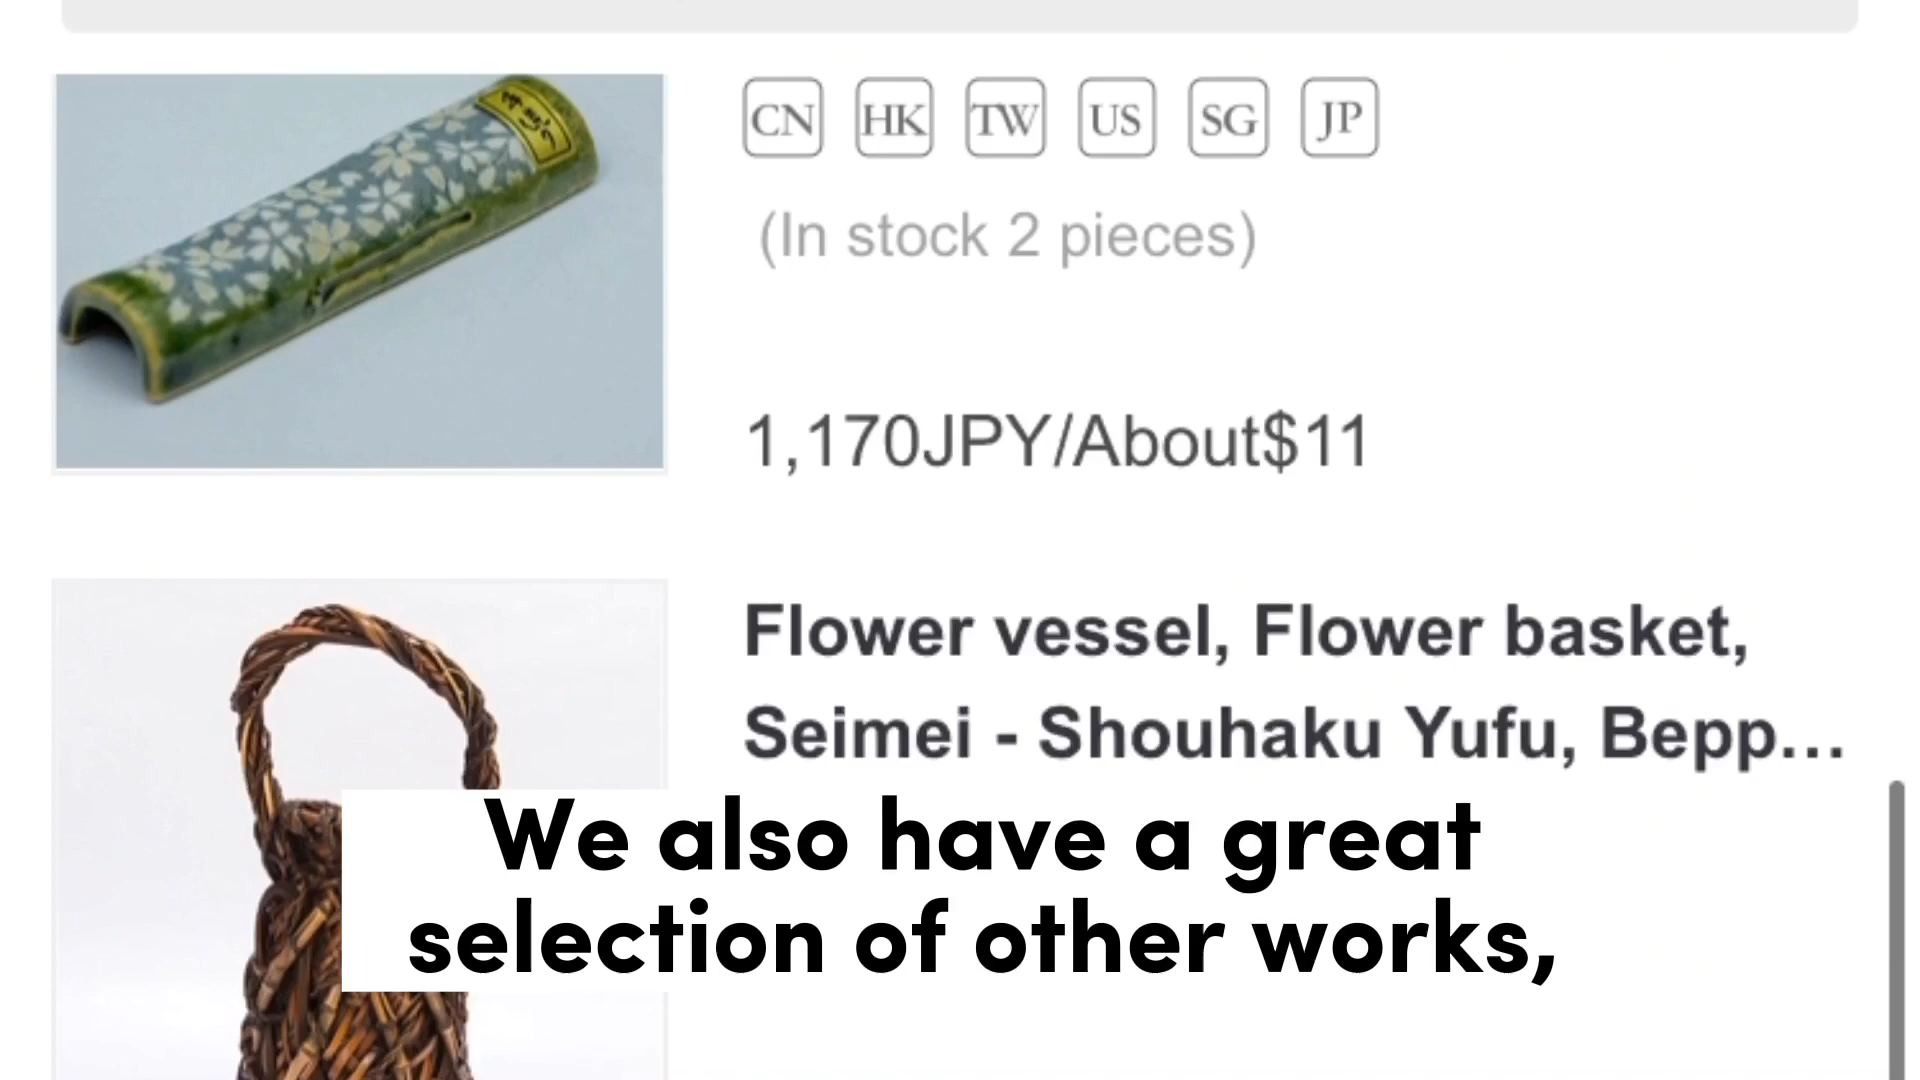 CN HK TW US SG JP
(In stock 2 pieces)
1,170JPY/About$11
Flower vessel, Flower basket,
Seimei - Shouhaku Yufu, Bepp...
We also have a great
selection of other works,